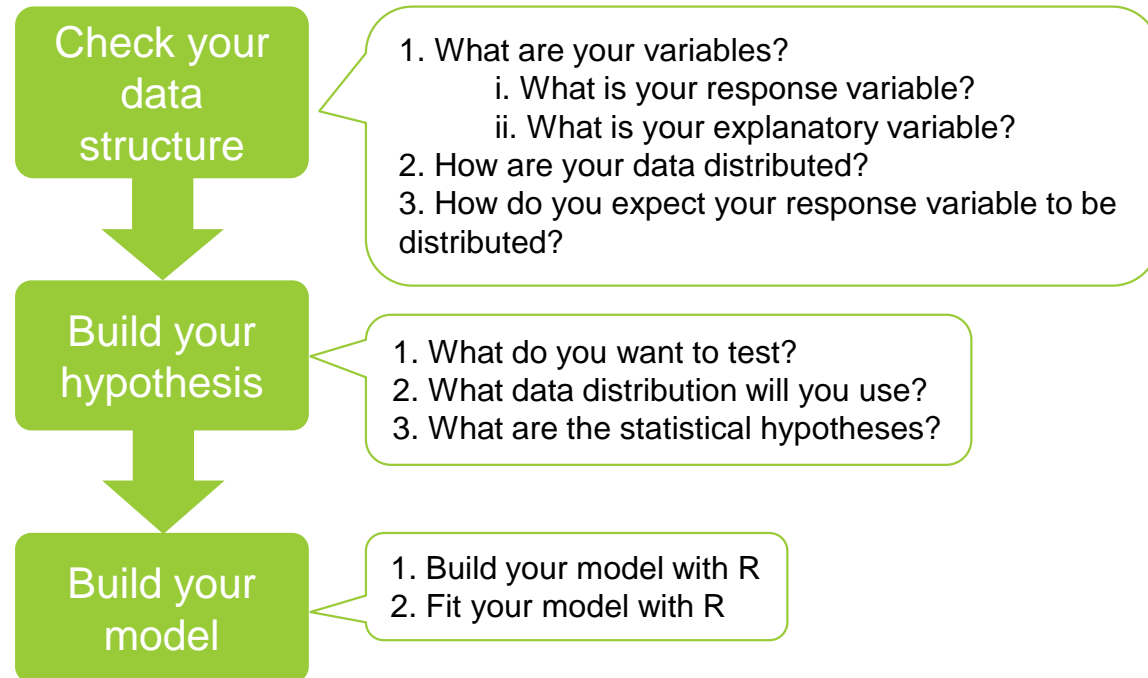 Check your
data
structure
1. What are your variables?
i. What is your response variable?
ii. What is your explanatory variable?
2. How are your data distributed?
3. How do you expect your response variable to be
distributed?
Build your
hypothesis
1. What do you want to test?
2. What data distribution will you use?
3. What are the statistical hypotheses?
Build your
model
1. Build your model with R
2. Fit your model with R